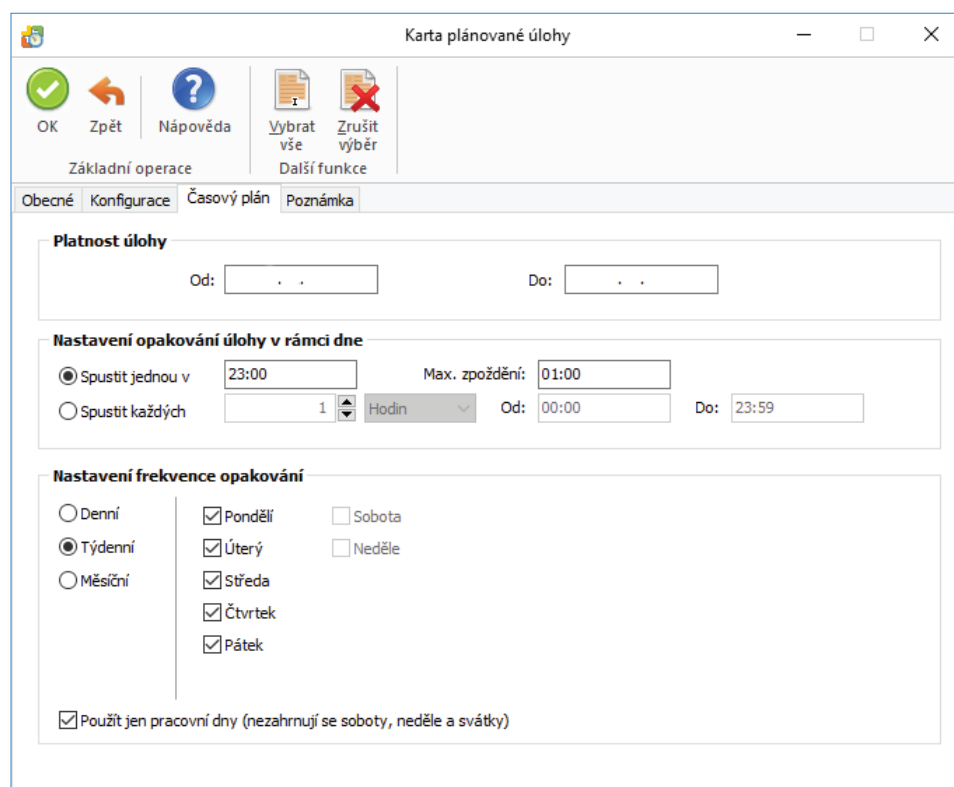 Karta plánované úlohy
OK Zpět Nápověda Vybrat vše Zrušit výběr
Základní operace Další funkce
Obecné Konfigurace Časový plán Poznámka
Platnost úlohy
Od: . . Do: . .
Nastavení opakování úlohy v rámci dne
Spustit jednou v 23:00 Max. zpoždění: 01:00
Spustit každých 1 Hodin Od: 00:00 Do: 23:59
Nastavení frekvence opakování
Denní Pondělí Sobota
Týdenní Úterý Neděle
Měsíční Středa
Čtvrtek
Pátek
Použít jen pracovní dny (nezahrnují se soboty, neděle a svátky)